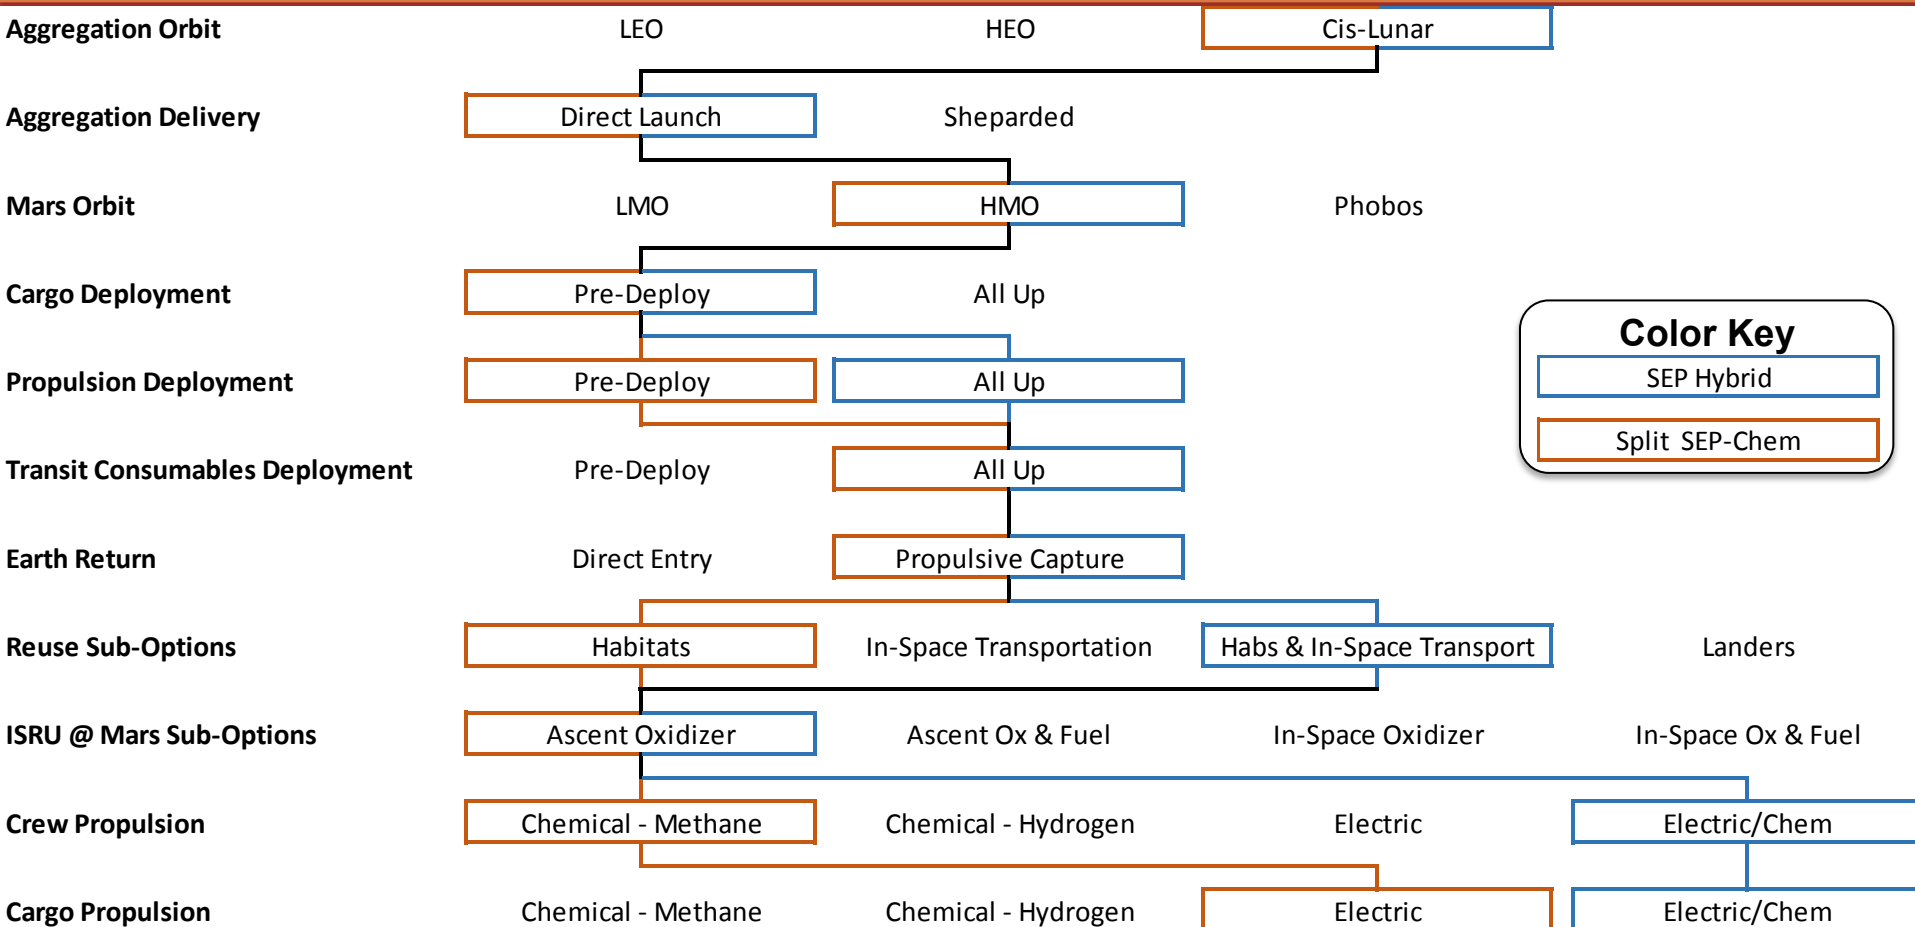 Aggregation Orbit LEO HEO Cis-Lunar
Aggregation Delivery Direct Launch Sheparded
Mars Orbit LMO HMO Phobos
Cargo Deployment Pre-Deploy All Up
Color Key
Propulsion Deployment Pre-Deploy All Up SEP Hybrid
Split SEP-Chem
Transit Consumables Deployment Pre-Deploy All Up
Earth Return Direct Entry Propulsive Capture
Reuse Sub-Options Habitats In-Space Transportation Habs & In-Space Transport Landers
ISRU @ Mars Sub-Options Ascent Oxidizer Ascent Ox & Fuel In-Space Oxidizer In-Space Ox & Fuel
Crew Propulsion Chemical - Methane Chemical - Hydrogen Electric Electric/Chem
Cargo Propulsion Chemical - Methane Chemical - Hydrogen Electric Electric/Chem